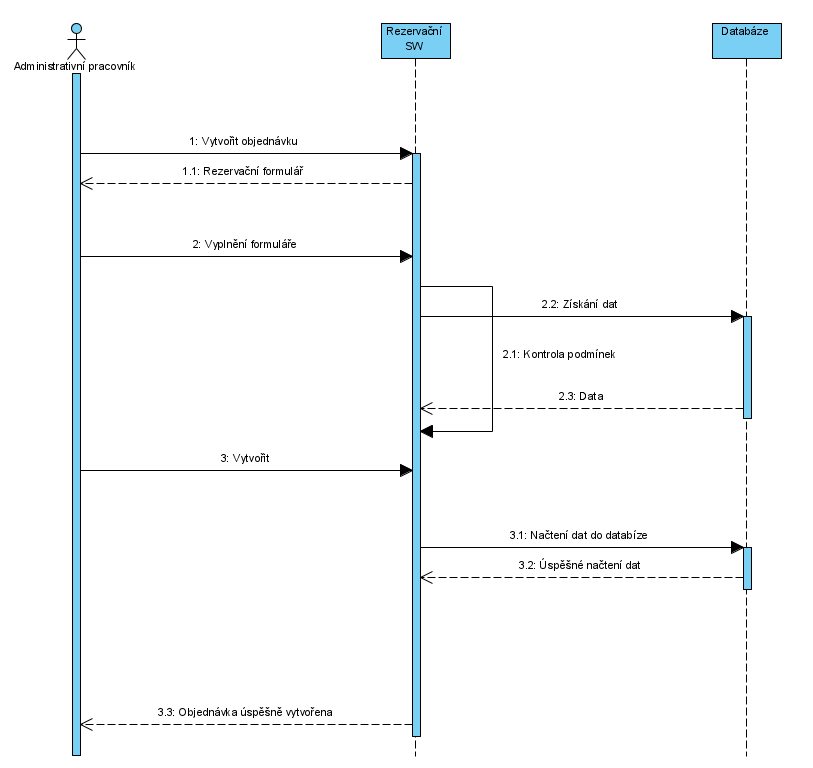 Rezervační
SW
Databáze
Administrativní pracovník
1: Vytvořit objednávku
1.1: Rezervační formulář
2: Vyplnění formuláře
2.2: Získání dat
2.1: Kontrola podmínek
2.3: Data
3: Vytvořit
3.1: Načtení dat do databíze
3.2: Úspěšné načtení dat
3.3: Objednávka úspěšně vytvořena